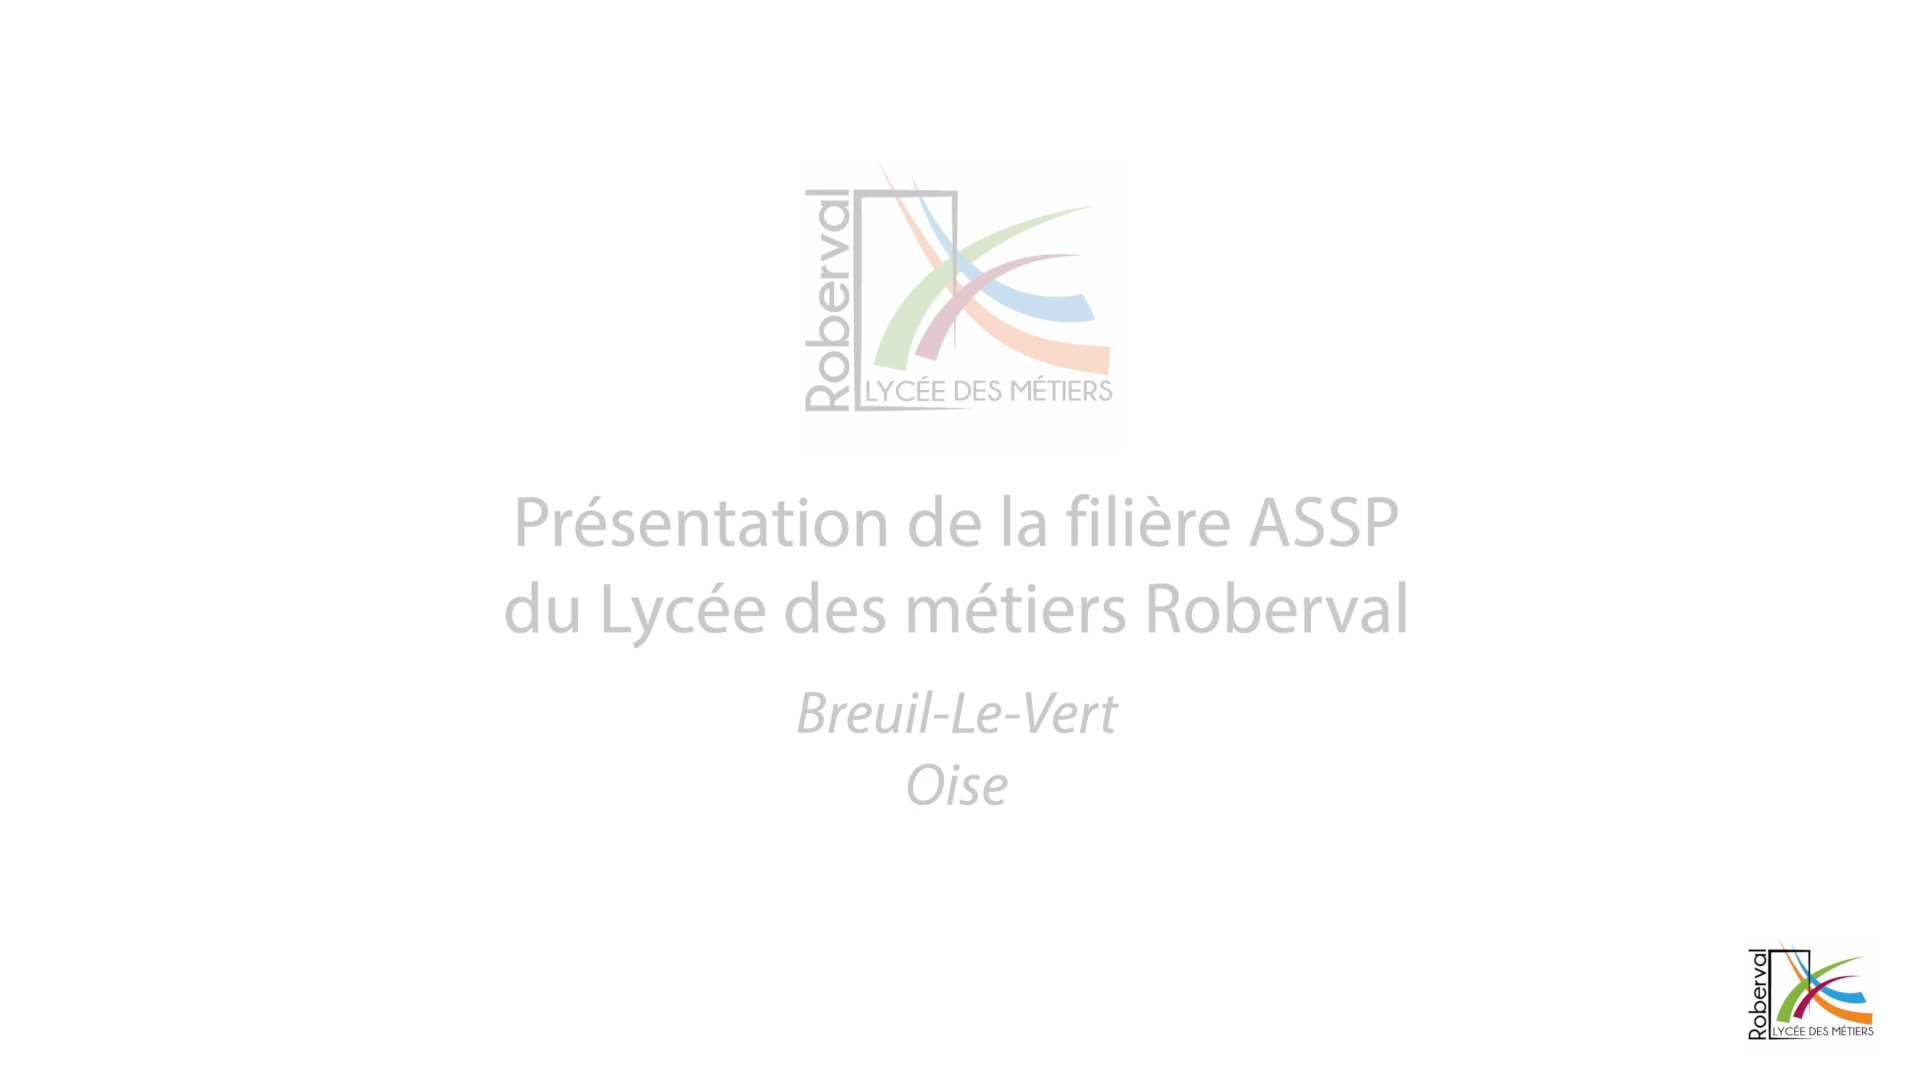 Roberval
LYCÉE DES MÉTIERS
Présentation de la filière ASSP
du Lycée des métiers Roberval
Breuil-Le-Vert
Oise
Roberval
LYCÉE DES MÉTIERS